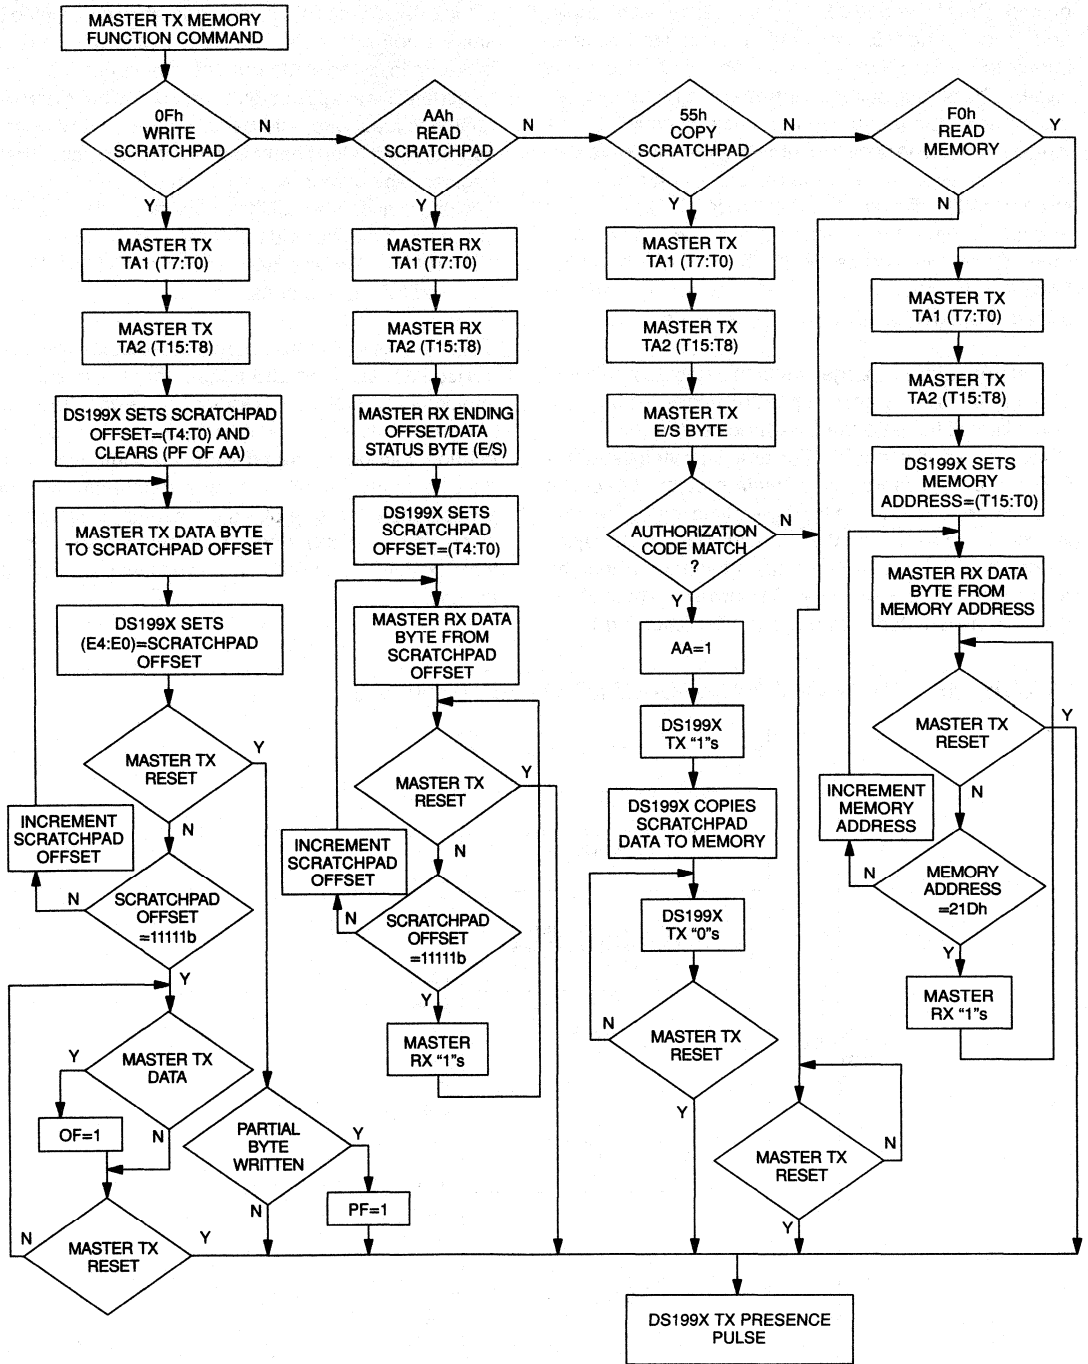 MASTER TX MEMORY
FUNCTION COMMAND
0Fh
WRITE
SCRATCHPAD
N
Y
AAh
READ
SCRATCHPAD
N
Y
55h
COPY
SCRATCHPAD
N
Y
F0h
READ
MEMORY
Y
N
MASTER TX
TA1 (T7:T0)
MASTER TX
TA2 (T15:T8)
DS199X SETS SCRATCHPAD
OFFSET=(T4:T0) AND
CLEARS (PF OF AA)
MASTER TX DATA BYTE
TO SCRATCHPAD OFFSET
DS199X SETS
(E4:E0)=SCRATCHPAD
OFFSET
MASTER TX
RESET
Y
N
INCREMENT
SCRATCHPAD
OFFSET
N
SCRATCHPAD
OFFSET
=11111b
Y
MASTER TX
DATA
Y
N
OF=1
PARTIAL
BYTE
WRITTEN
Y
N
PF=1
MASTER TX
RESET
N
Y
MASTER RX
TA1 (T7:T0)
MASTER RX
TA2 (T15:T8)
MASTER RX ENDING
OFFSET/DATA
STATUS BYTE (E/S)
DS199X SETS
SCRATCHPAD
OFFSET=(T4:T0)
MASTER RX DATA
BYTE FROM
SCRATCHPAD
OFFSET
MASTER TX
RESET
Y
N
INCREMENT
SCRATCHPAD
OFFSET
N
SCRATCHPAD
OFFSET
=11111b
Y
MASTER
RX "1"s
MASTER TX
TA1 (T7:T0)
MASTER TX
TA2 (T15:T8)
MASTER TX
E/S BYTE
AUTHORIZATION
CODE MATCH
?
N
Y
AA=1
DS199X
TX "1"s
DS199X COPIES
SCRATCHPAD
DATA TO MEMORY
DS199X
TX "0"s
MASTER TX
RESET
N
Y
MASTER TX
RESET
N
Y
MASTER TX
TA1 (T7:T0)
MASTER TX
TA2 (T15:T8)
DS199X SETS
MEMORY
ADDRESS=(T15:T0)
MASTER RX DATA
BYTE FROM
MEMORY ADDRESS
MASTER TX
RESET
Y
N
INCREMENT
MEMORY
ADDRESS
N
MEMORY
ADDRESS
=21Dh
Y
MASTER
RX "1"s
DS199X TX PRESENCE
PULSE